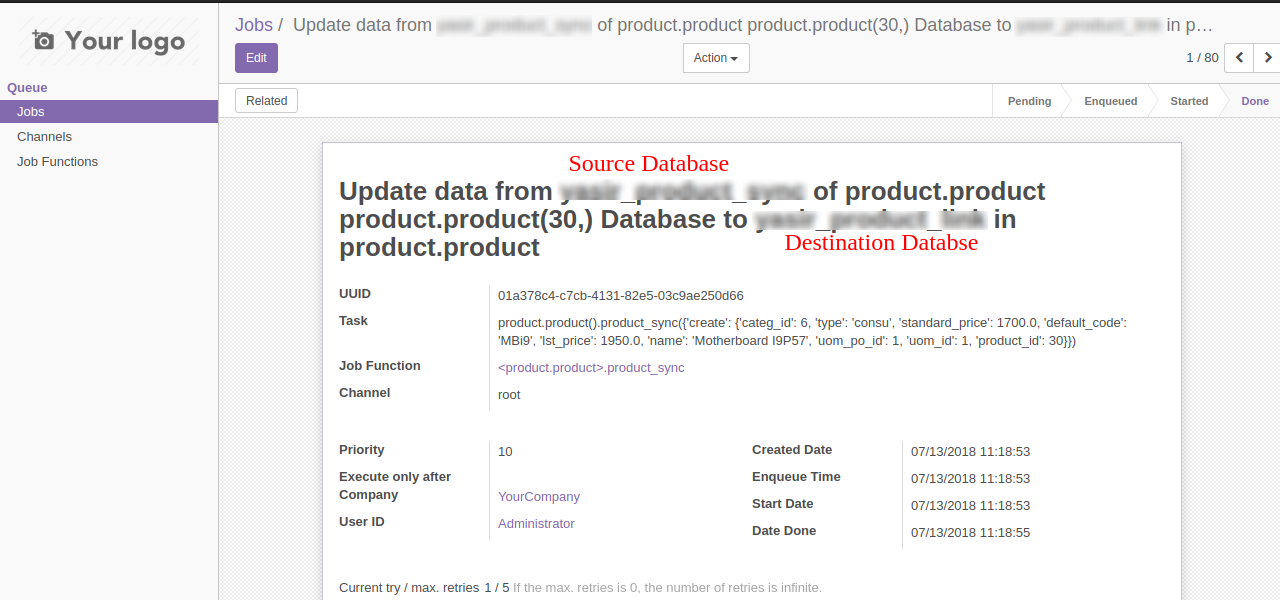 Your logo
Queue
Jobs
Channels
Job Functions
Jobs / Update data from of product.product product.product(30,) Database to in p…
Edit
Action
1 / 80
Related
Pending
Enqueued
Started
Done
Source Database
Update data from yasir_product_sync of product.product
product.product(30,) Database to yasir_product_link in
product.product
Destination Databse
UUID 01a378c4-c7cb-4131-82e5-03c9ae250d66
Task product.product().product_sync({'create': {'categ_id': 6, 'type': 'consu', 'standard_price': 1700.0, 'default_code':
'MBi9', 'lst_price': 1950.0, 'name': 'Motherboard I9P57', 'uom_po_id': 1, 'uom_id': 1, 'product_id': 30}})
Job Function <product.product>.product_sync
Channel root
Priority 10
Execute only after
Company YourCompany
User ID Administrator
Created Date 07/13/2018 11:18:53
Enqueue Time 07/13/2018 11:18:53
Start Date 07/13/2018 11:18:53
Date Done 07/13/2018 11:18:55
Current try / max. retries 1 / 5 If the max. retries is 0, the number of retries is infinite.